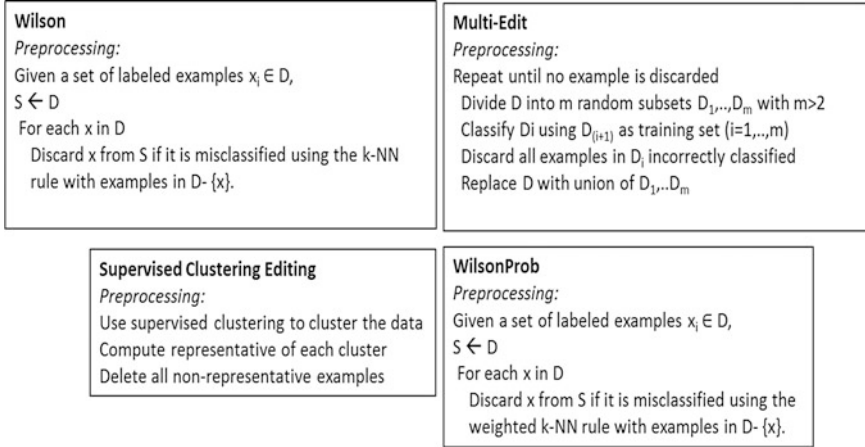 Wilson
Preprocessing:
Given a set of labeled examples xᵢ ∈ D,
S ← D
For each x in D
Discard x from S if it is misclassified using the k-NN
rule with examples in D- {x}.
Multi-Edit
Preprocessing:
Repeat until no example is discarded
Divide D into m random subsets D₁,..,Dₘ with m>2
Classify Di using D₍ᵢ₊₁₎ as training set (i=1,..,m)
Discard all examples in Dᵢ incorrectly classified
Replace D with union of D₁,..Dₘ
Supervised Clustering Editing
Preprocessing:
Use supervised clustering to cluster the data
Compute representative of each cluster
Delete all non-representative examples
WilsonProb
Preprocessing:
Given a set of labeled examples xᵢ ∈ D,
S ← D
For each x in D
Discard x from S if it is misclassified using the
weighted k-NN rule with examples in D- {x}.